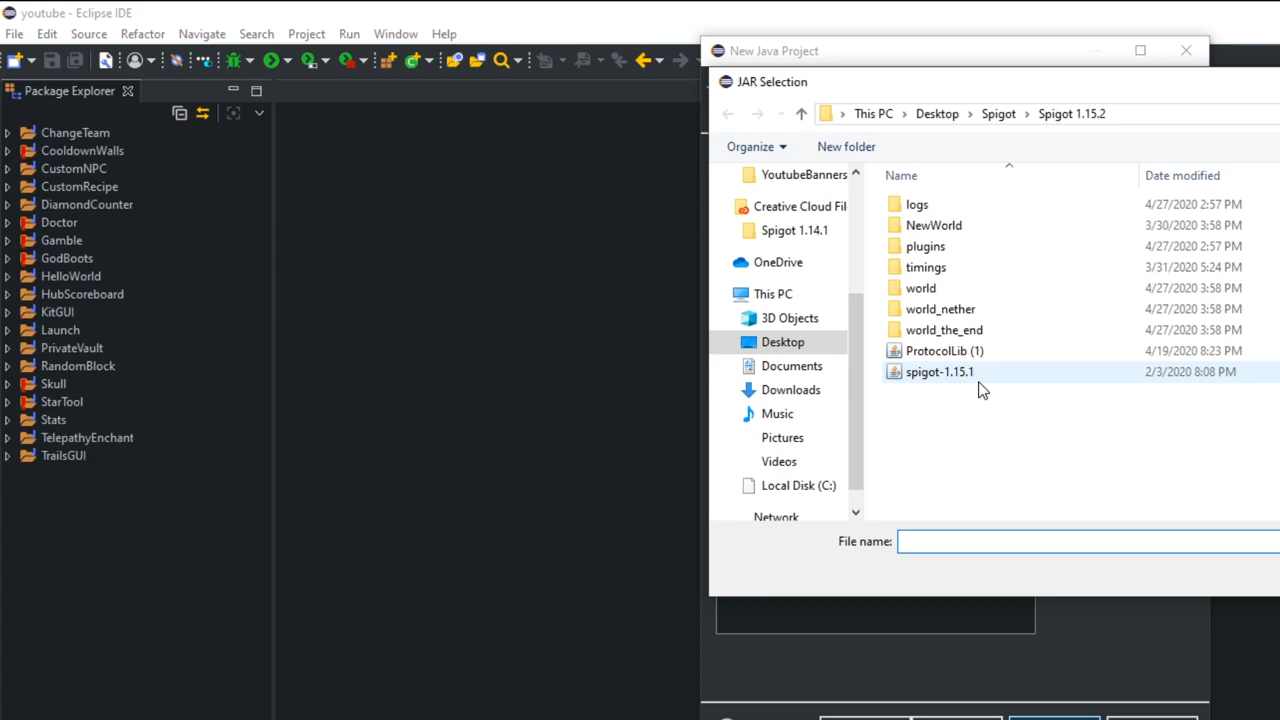 youtube - Eclipse IDE
File Edit Source Refactor Navigate Search Project Run Window Help
Package Explorer
ChangeTeam
CooldownWalls
CustomNPC
CustomRecipe
DiamondCounter
Doctor
Gamble
GodBoots
HelloWorld
HubScoreboard
KitGUI
Launch
PrivateVault
RandomBlock
Skull
StarTool
Stats
TelepathyEnchant
TrailsGUI
New Java Project
JAR Selection
This PC > Desktop > Spigot > Spigot 1.15.2
Organize New folder
YoutubeBanners
Creative Cloud Fil
Spigot 1.14.1
OneDrive
This PC
3D Objects
Desktop
Documents
Downloads
Music
Pictures
Videos
Local Disk (C:)
Network
Name Date modified
logs 4/27/2020 2:57 PM
NewWorld 3/30/2020 3:58 PM
plugins 4/27/2020 2:57 PM
timings 3/31/2020 5:24 PM
world 4/27/2020 3:58 PM
world_nether 4/27/2020 3:58 PM
world_the_end 4/27/2020 3:58 PM
ProtocolLib (1) 4/19/2020 8:23 PM
spigot-1.15.1 2/3/2020 8:08 PM
File name: